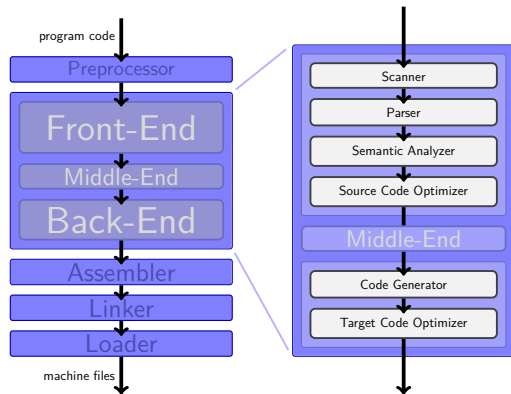 program code
Preprocessor
Front-End
Middle-End
Back-End
Assembler
Linker
Loader
machine files
Scanner
Parser
Semantic Analyzer
Source Code Optimizer
Middle-End
Code Generator
Target Code Optimizer